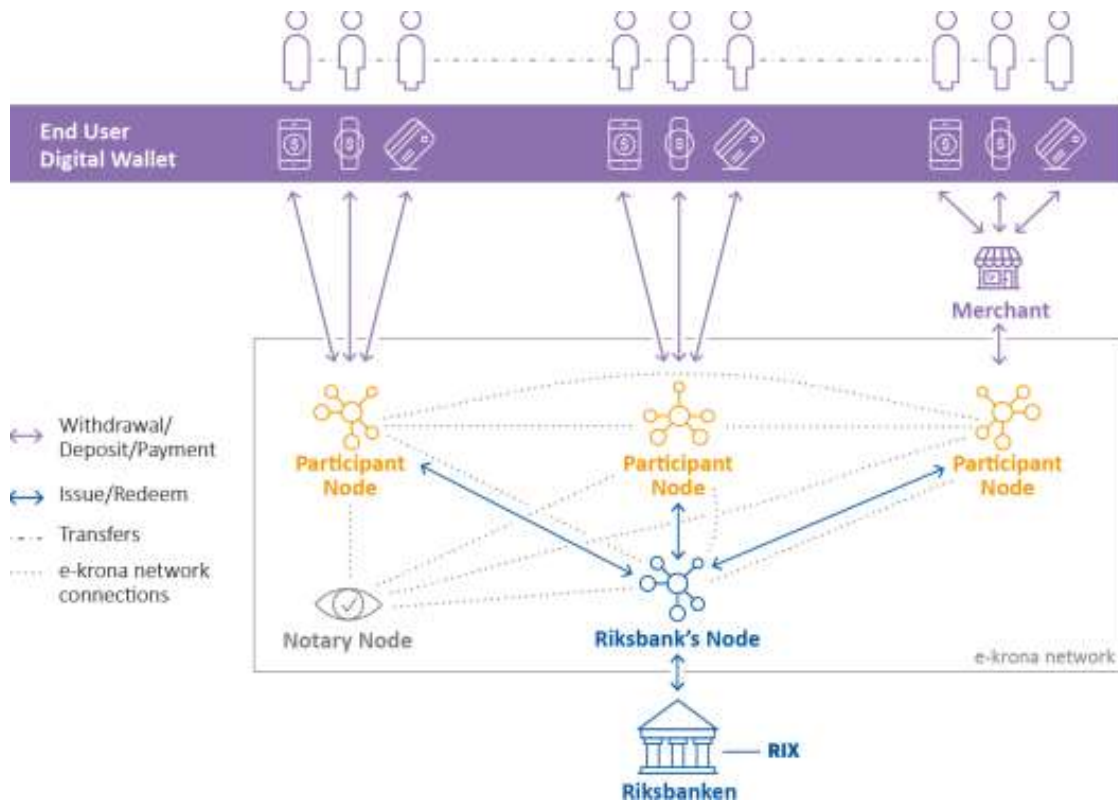 End User
Digital Wallet
Merchant
Withdrawal/
Deposit/Payment
Issue/Redeem
Transfers
e-krona network
connections
Participant
Node
Participant
Node
Participant
Node
Notary Node
Riksbank's Node
e-krona network
RIX
Riksbanken